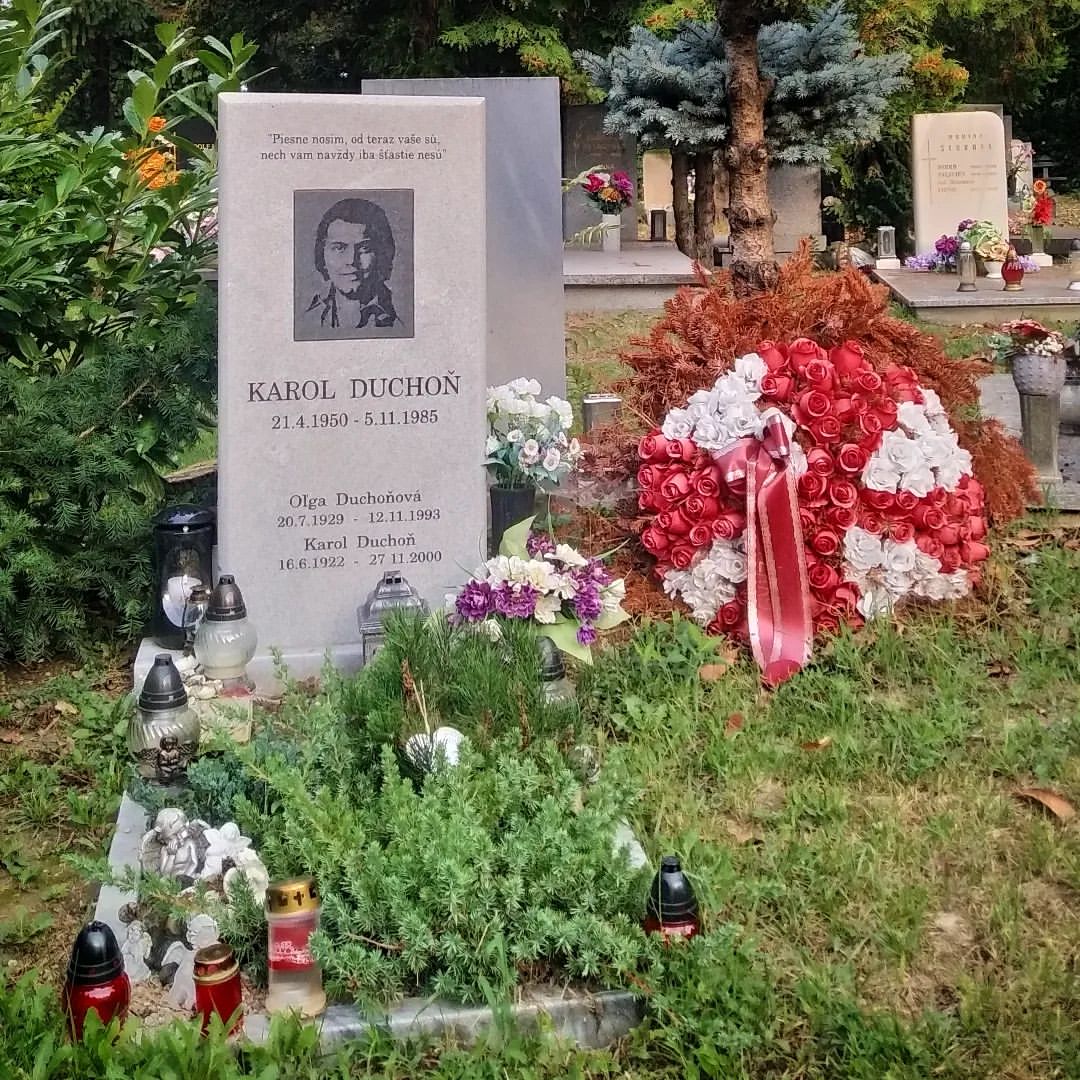 "Piesne nosím, od teraz vaše sú,
nech vám navždy iba šťastie nesú"
KAROL DUCHOŇ
21.4.1950 - 5.11.1985
Oľga Duchoňová
20.7.1929 - 12.11.1993
Karol Duchoň
16.6.1922 - 27.11.2000
RODINA